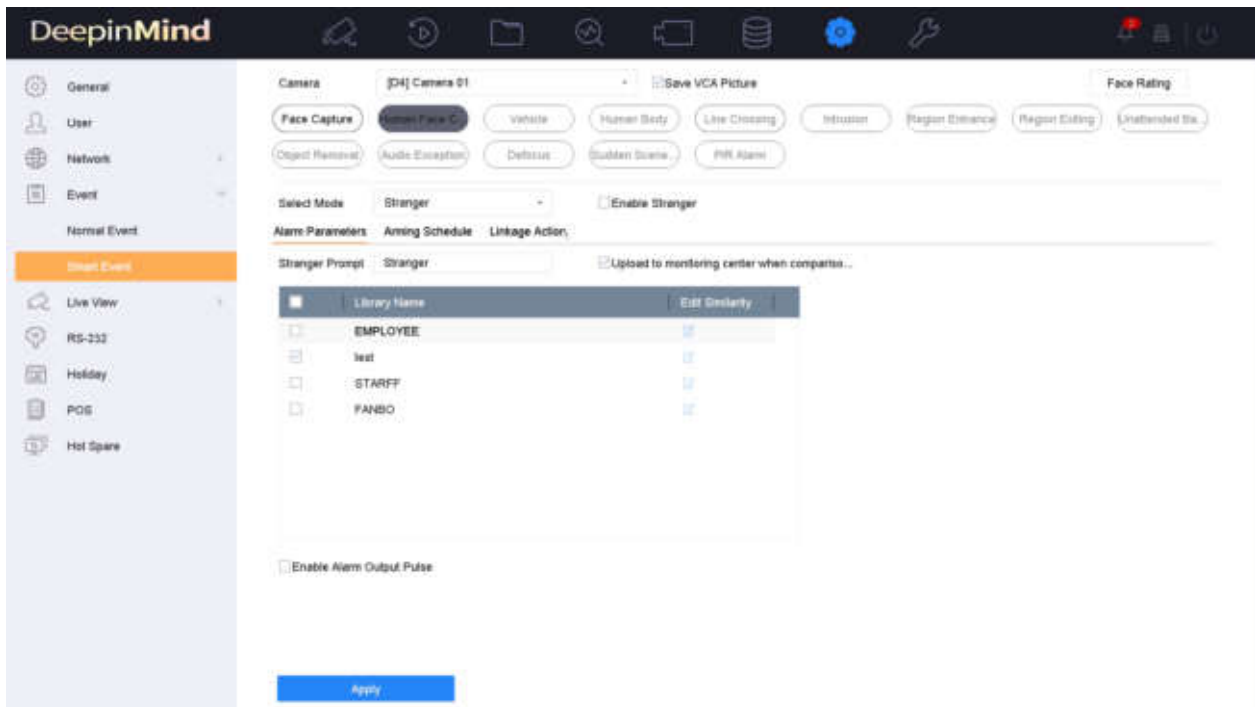 DeepinMind
General
User
Network
Event
Normal Event
Smart Event
Live View
RS-232
Holiday
POS
Hot Spare
Camera [D4] Camera 01 Save VCA Picture Face Rating
Face Capture Human Face C... Vehicle Human Body Line Crossing Intrusion Region Entrance Region Exiting Unattended Ba...
Object Removal Audio Exception Defocus Sudden Scene... PIR Alarm
Select Mode Stranger Enable Stranger
Alarm Parameters Arming Schedule Linkage Action
Stranger Prompt Stranger Upload to monitoring center when compariso...
Library Name Edit Similarity
EMPLOYEE
test
STARFF
FANBO
Enable Alarm Output Pulse
Apply